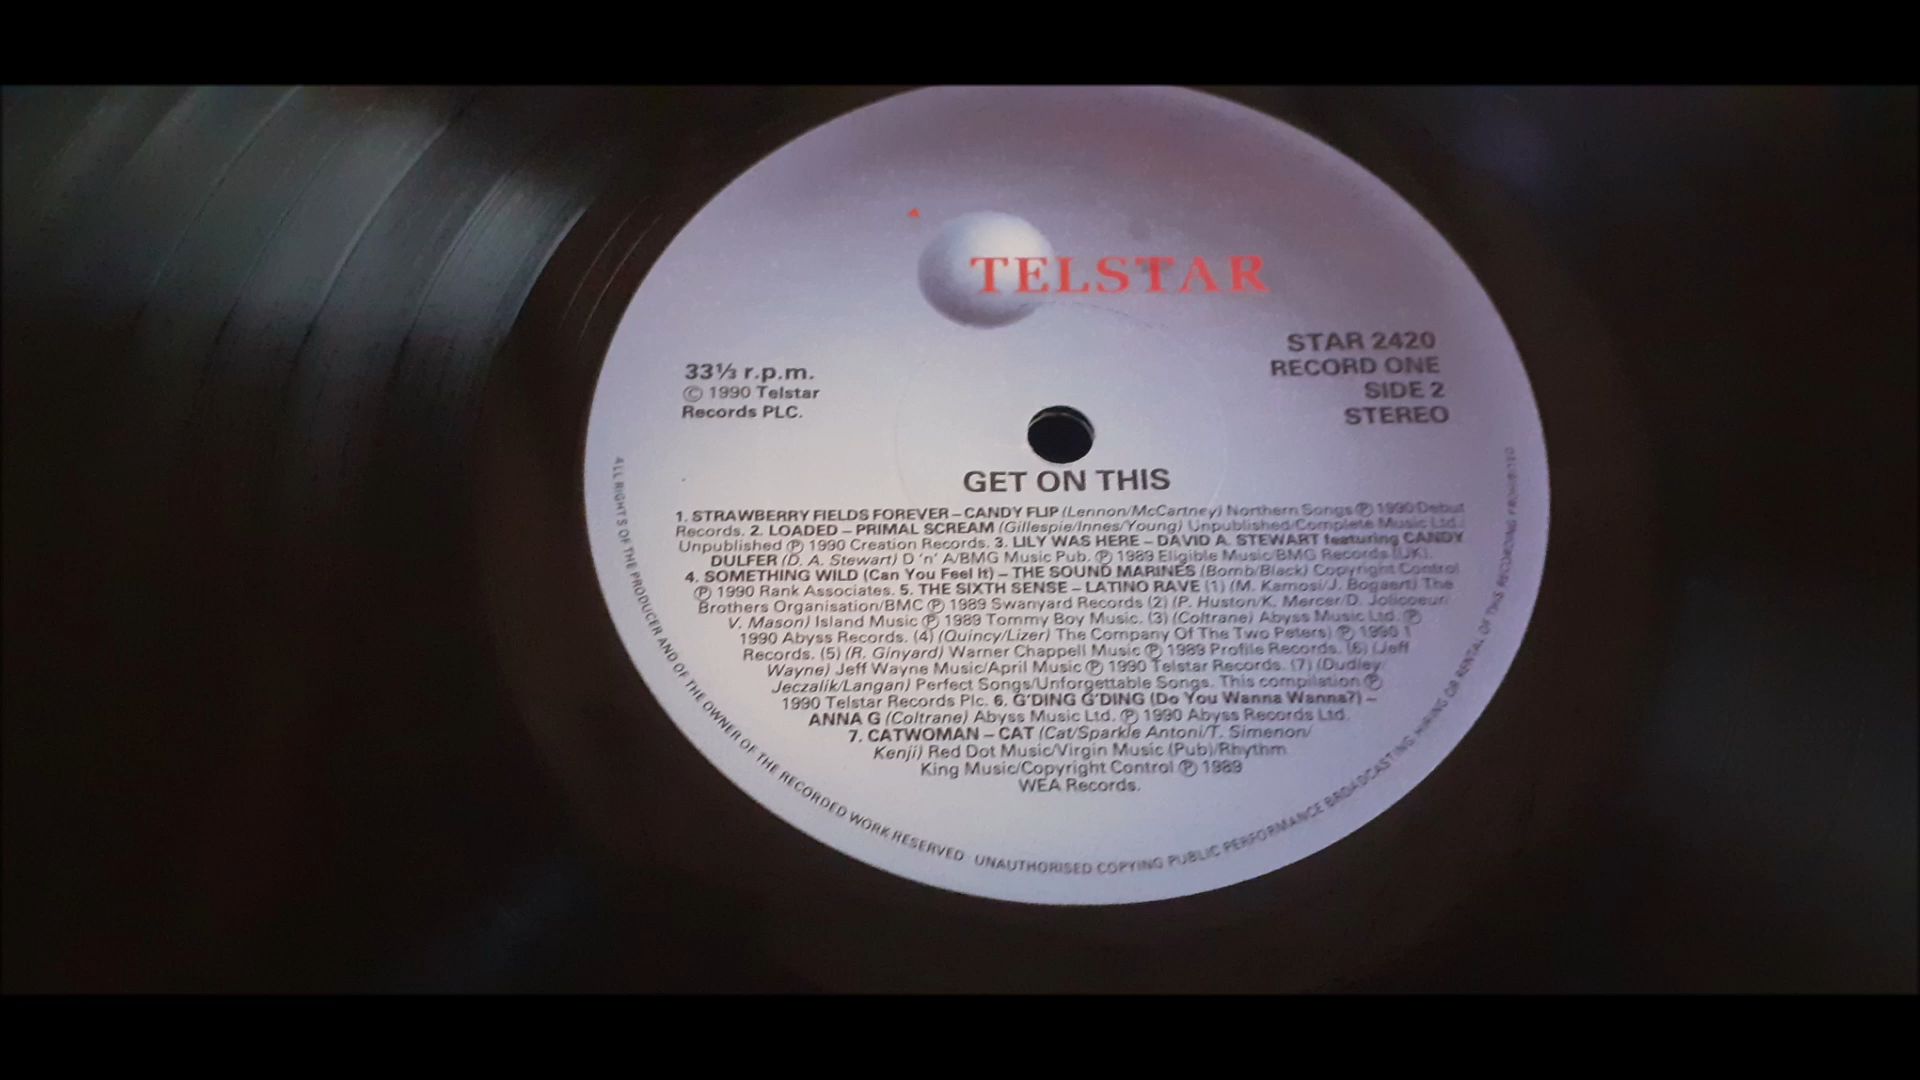 TELSTAR
33⅓ r.p.m.
© 1990 Telstar
Records PLC.
STAR 2420
RECORD ONE
SIDE 2
STEREO
GET ON THIS
1. STRAWBERRY FIELDS FOREVER – CANDY FLIP (Lennon/McCartney) Northern Songs ℗ 1990 Debut
Records. 2. LOADED – PRIMAL SCREAM (Gillespie/Innes/Young) Unpublished/Complete Music Ltd./
Unpublished ℗ 1990 Creation Records. 3. LILY WAS HERE – DAVID A. STEWART featuring CANDY
DULFER (D. A. Stewart) D 'n' A/BMG Music Pub. ℗ 1989 Eligible Music/BMG Records (UK).
4. SOMETHING WILD (Can You Feel It) – THE SOUND MARINES (Bomb/Black) Copyright Control
℗ 1990 Rank Associates. 5. THE SIXTH SENSE – LATINO RAVE (1) (M. Kamosi/J. Bogaert) The
Brothers Organisation/BMC ℗ 1989 Swanyard Records (2) (P. Huston/K. Mercer/D. Jolicoeur/
V. Mason) Island Music ℗ 1989 Tommy Boy Music. (3) (Coltrane) Abyss Music Ltd. ℗
1990 Abyss Records. (4) (Quincy/Lizer) The Company Of The Two Peters) ℗ 1990 1
Records. (5) (R. Ginyard) Warner Chappell Music ℗ 1989 Profile Records. (6) (Jeff
Wayne) Jeff Wayne Music/April Music ℗ 1990 Telstar Records. (7) (Dudley/
Jeczalik/Langan) Perfect Songs/Unforgettable Songs. This compilation ℗
1990 Telstar Records Plc. 6. G'DING G'DING (Do You Wanna Wanna?) –
ANNA G (Coltrane) Abyss Music Ltd. ℗ 1990 Abyss Records Ltd.
7. CATWOMAN – CAT (Cat/Sparkle Antoni/T. Simenon/
Kenji) Red Dot Music/Virgin Music (Pub)/Rhythm
King Music/Copyright Control ℗ 1989
WEA Records.
ALL RIGHTS OF THE PRODUCER AND OF THE OWNER OF THE RECORDED WORK RESERVED · UNAUTHORISED COPYING PUBLIC PERFORMANCE BROADCASTING HIRING OR RENTAL OF THIS RECORDING PROHIBITED